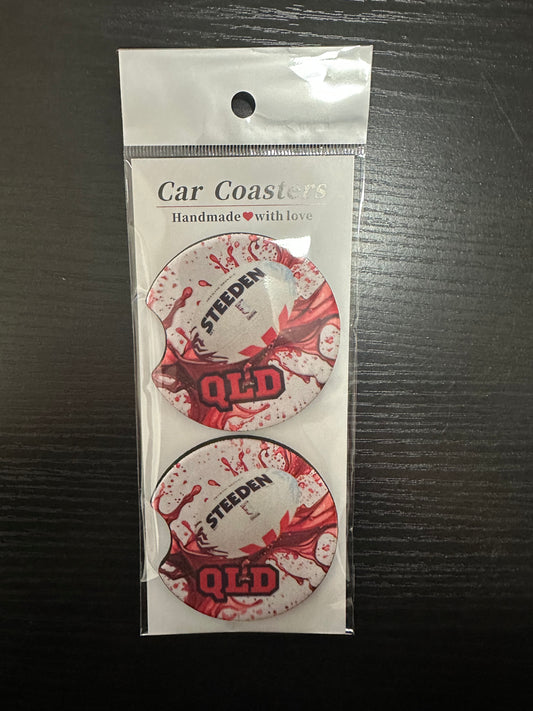 Car Coasters
Handmade❤with love
STEEDEN
QLD
STEEDEN
QLD